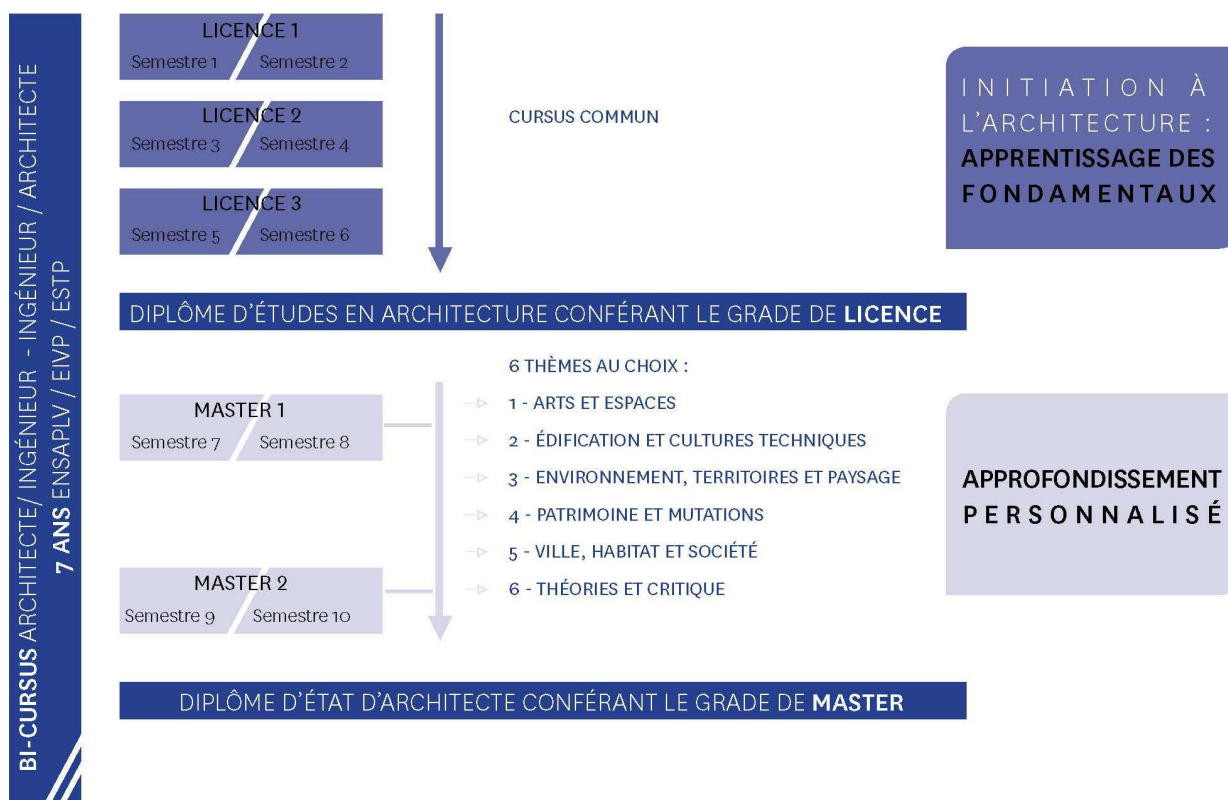 BI-CURSUS ARCHITECTE/ INGÉNIEUR - INGÉNIEUR / ARCHITECTE
7 ANS ENSAPLV / EIVP / ESTP
LICENCE 1
Semestre 1 Semestre 2
LICENCE 2
Semestre 3 Semestre 4
LICENCE 3
Semestre 5 Semestre 6
CURSUS COMMUN
INITIATION À
L'ARCHITECTURE :
APPRENTISSAGE DES
FONDAMENTAUX
DIPLÔME D'ÉTUDES EN ARCHITECTURE CONFÉRANT LE GRADE DE LICENCE
MASTER 1
Semestre 7 Semestre 8
MASTER 2
Semestre 9 Semestre 10
6 THÈMES AU CHOIX :
1 - ARTS ET ESPACES
2 - ÉDIFICATION ET CULTURES TECHNIQUES
3 - ENVIRONNEMENT, TERRITOIRES ET PAYSAGE
4 - PATRIMOINE ET MUTATIONS
5 - VILLE, HABITAT ET SOCIÉTÉ
6 - THÉORIES ET CRITIQUE
APPROFONDISSEMENT
PERSONNALISÉ
DIPLÔME D'ÉTAT D'ARCHITECTE CONFÉRANT LE GRADE DE MASTER